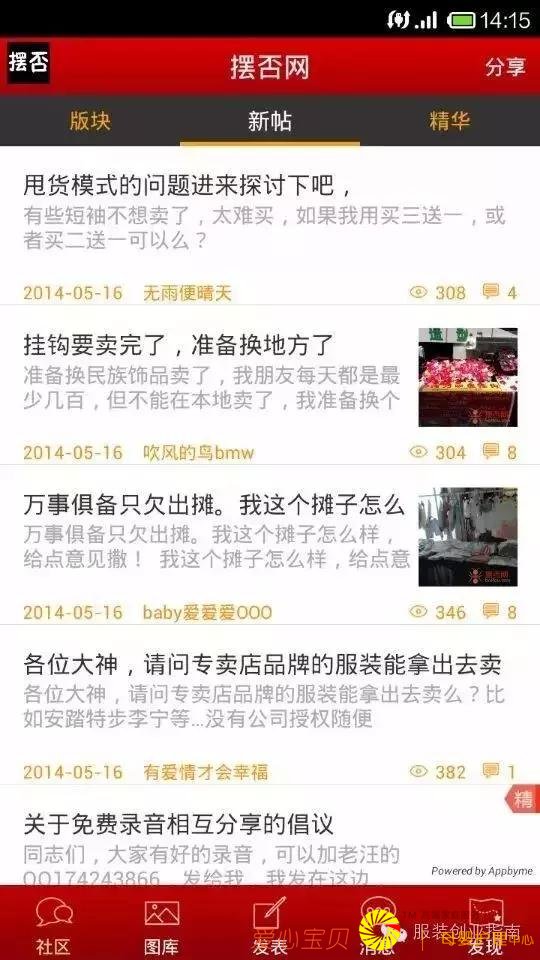 14:15
摆否
摆否网
分享
版块
新帖
精华
甩货模式的问题进来探讨下吧，
有些短袖不想卖了，太难买，如果我用买三送一，或
者买二送一可以么？
2014-05-16 无雨便晴天 308 4
挂钩要卖完了，准备换地方了
准备换民族饰品卖了，我朋友每天都是最
少几百，但不能在本地卖了，我准备换个
2014-05-16 吹风的鸟bmw 304 8
万事俱备只欠出摊。我这个摊子怎么
万事俱备只欠出摊。我这个摊子怎么样，
给点意见撒！ 我这个摊子怎么样，给点意
摆否网
2014-05-16 baby爱爱爱OOO 346 8
各位大神，请问专卖店品牌的服装能拿出去卖
各位大神，请问专卖店品牌的服装能拿出去卖么？比
如安踏特步李宁等...没有公司授权随便
2014-05-16 有爱情才会幸福 382 1
精
关于免费录音相互分享的倡议
同志们，大家有好的录音，可以加老汪的
QQ174243866，发给我，我发在这边
Powered by Appbyme
社区
图库
发表
消息
发现
爱心宝贝
服装创业指南